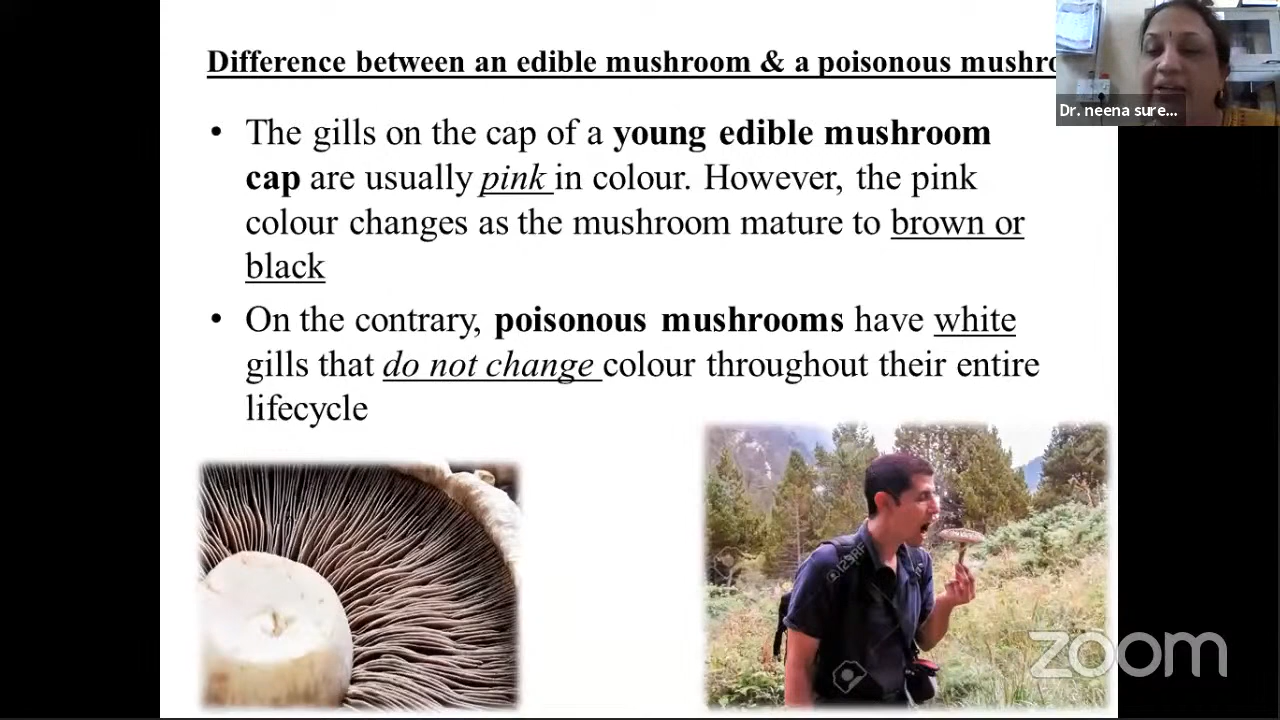 Difference between an edible mushroom & a poisonous mushro
Dr. neena sure...
• The gills on the cap of a young edible mushroom
cap are usually pink in colour. However, the pink
colour changes as the mushroom mature to brown or
black
• On the contrary, poisonous mushrooms have white
gills that do not change colour throughout their entire
lifecycle
123RF
zoom